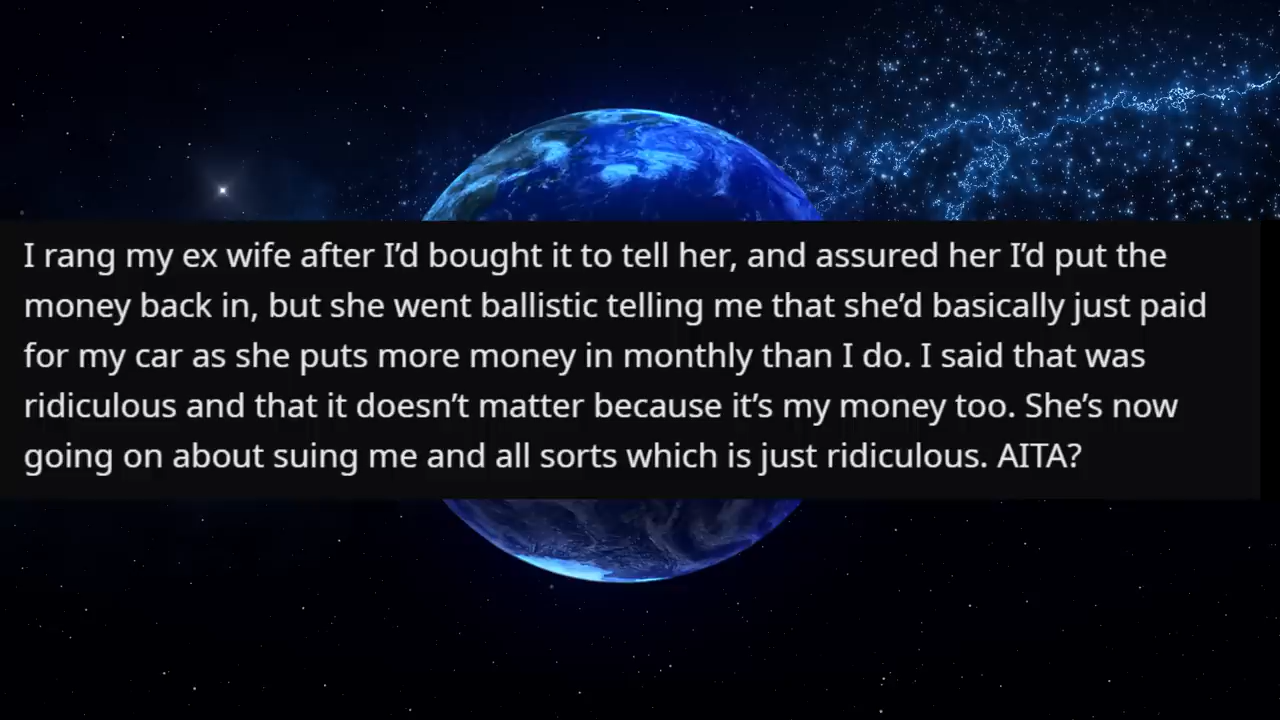 I rang my ex wife after I’d bought it to tell her, and assured her I’d put the
money back in, but she went ballistic telling me that she’d basically just paid
for my car as she puts more money in monthly than I do. I said that was
ridiculous and that it doesn’t matter because it’s my money too. She’s now
going on about suing me and all sorts which is just ridiculous. AITA?